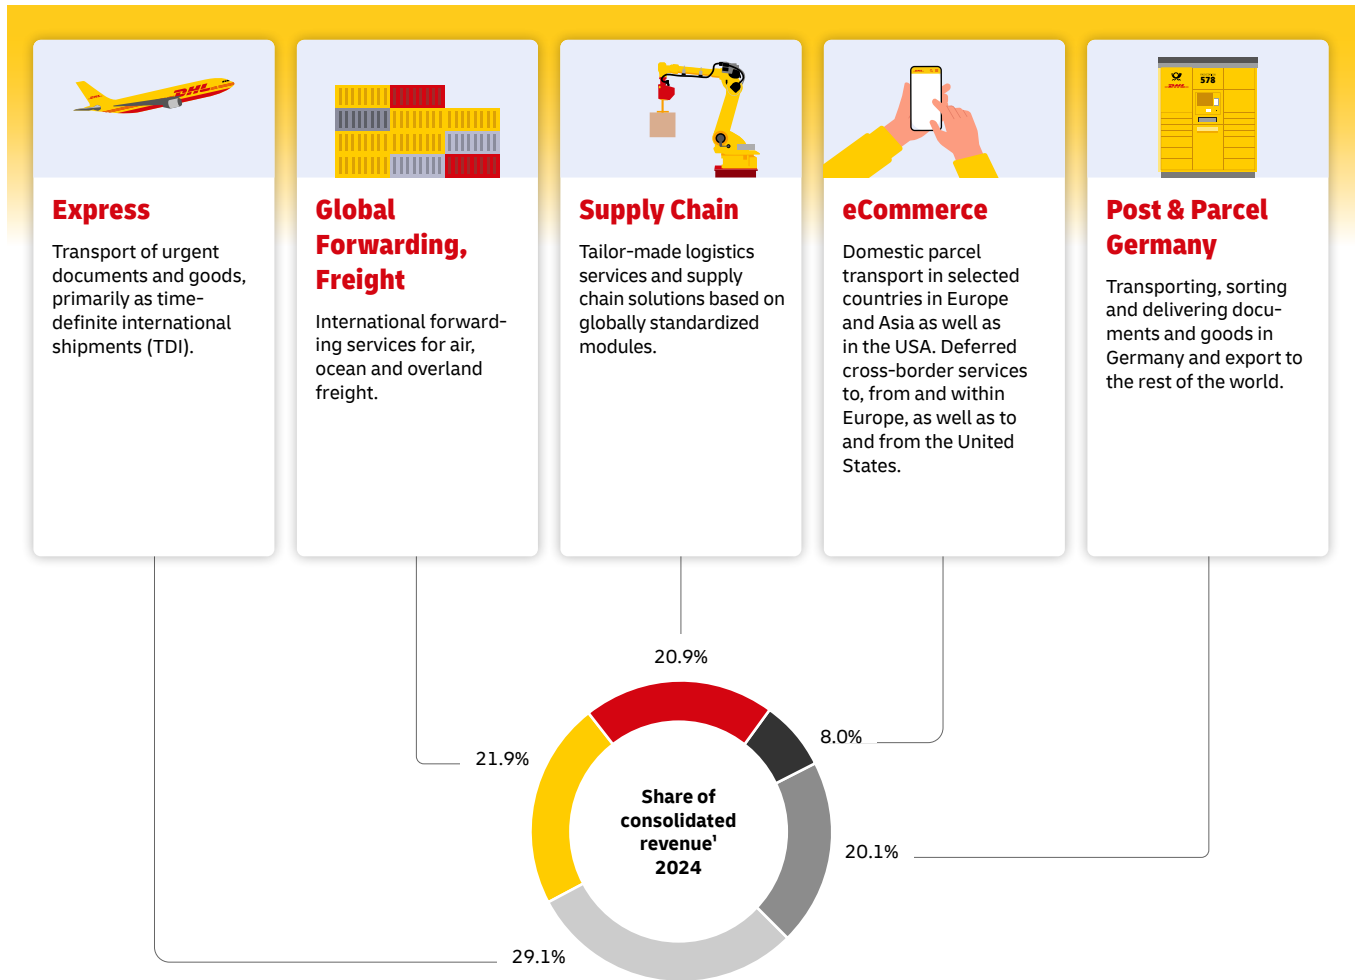 DHL
578
DHL
Express
Transport of urgent
documents and goods,
primarily as time-
definite international
shipments (TDI).
Global
Forwarding,
Freight
International forward-
ing services for air,
ocean and overland
freight.
Supply Chain
Tailor-made logistics
services and supply
chain solutions based on
globally standardized
modules.
eCommerce
Domestic parcel
transport in selected
countries in Europe
and Asia as well as
in the USA. Deferred
cross-border services
to, from and within
Europe, as well as to
and from the United
States.
Post & Parcel
Germany
Transporting, sorting
and delivering docu-
ments and goods in
Germany and export to
the rest of the world.
20.9%
8.0%
21.9%
20.1%
29.1%
Share of
consolidated
revenue¹
2024